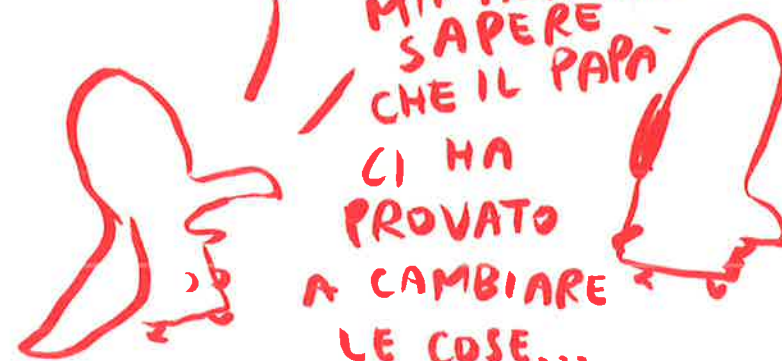 SAPERE
CHE IL PAPÀ
CI HA
PROVATO
A CAMBIARE
LE COSE...